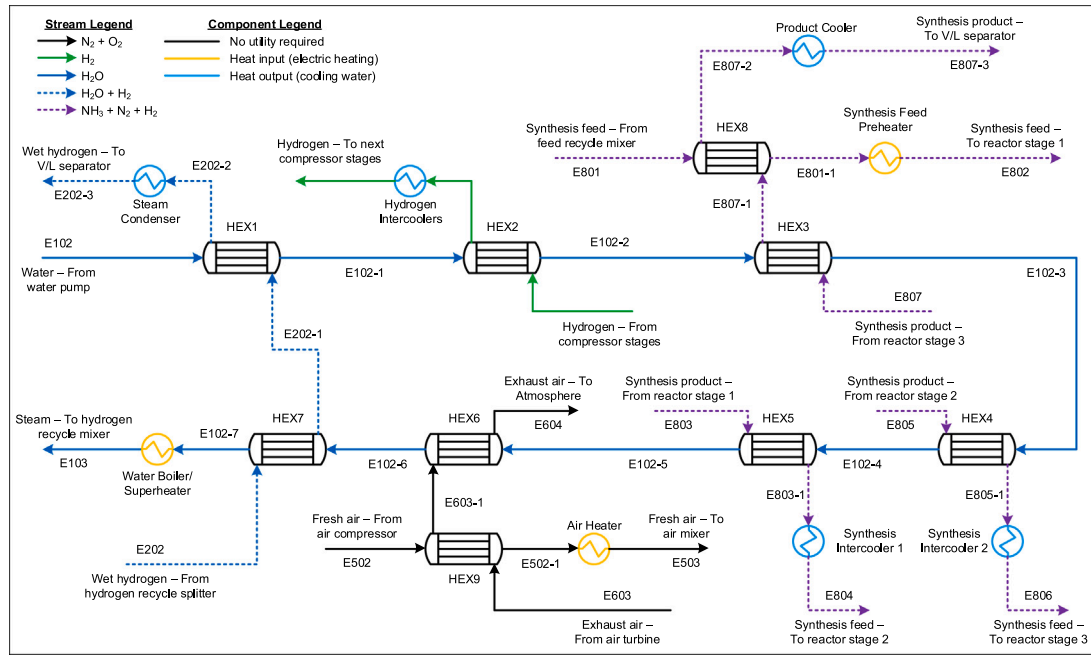 Stream Legend
N₂ + O₂
H₂
H₂O
H₂O + H₂
NH₃ + N₂ + H₂
Component Legend
No utility required
Heat input (electric heating)
Heat output (cooling water)
Product Cooler
Synthesis product –
To V/L separator
E807-2
E807-3
Synthesis feed – From
feed recycle mixer
E801
HEX8
Synthesis Feed
Preheater
Synthesis feed –
To reactor stage 1
E801-1
E802
E807-1
Wet hydrogen – To
V/L separator
E202-2
E202-3
Steam
Condenser
Hydrogen – To next
compressor stages
Hydrogen
Intercoolers
E102
Water – From
water pump
HEX1
E102-1
HEX2
E102-2
HEX3
E102-3
E202-1
Hydrogen – From
compressor stages
E807
Synthesis product –
From reactor stage 3
Steam – To hydrogen
recycle mixer
E102-7
E103
Water Boiler/
Superheater
HEX7
E102-6
HEX6
Exhaust air – To
Atmosphere
E604
E102-5
Synthesis product –
From reactor stage 1
E803
HEX5
E102-4
Synthesis product –
From reactor stage 2
E805
HEX4
E603-1
E803-1
E805-1
E202
Wet hydrogen – From
hydrogen recycle splitter
Fresh air – From
air compressor
E502
HEX9
E502-1
Air Heater
Fresh air – To
air mixer
E503
E603
Exhaust air –
From air turbine
Synthesis
Intercooler 1
E804
Synthesis feed –
To reactor stage 2
Synthesis
Intercooler 2
E806
Synthesis feed –
To reactor stage 3